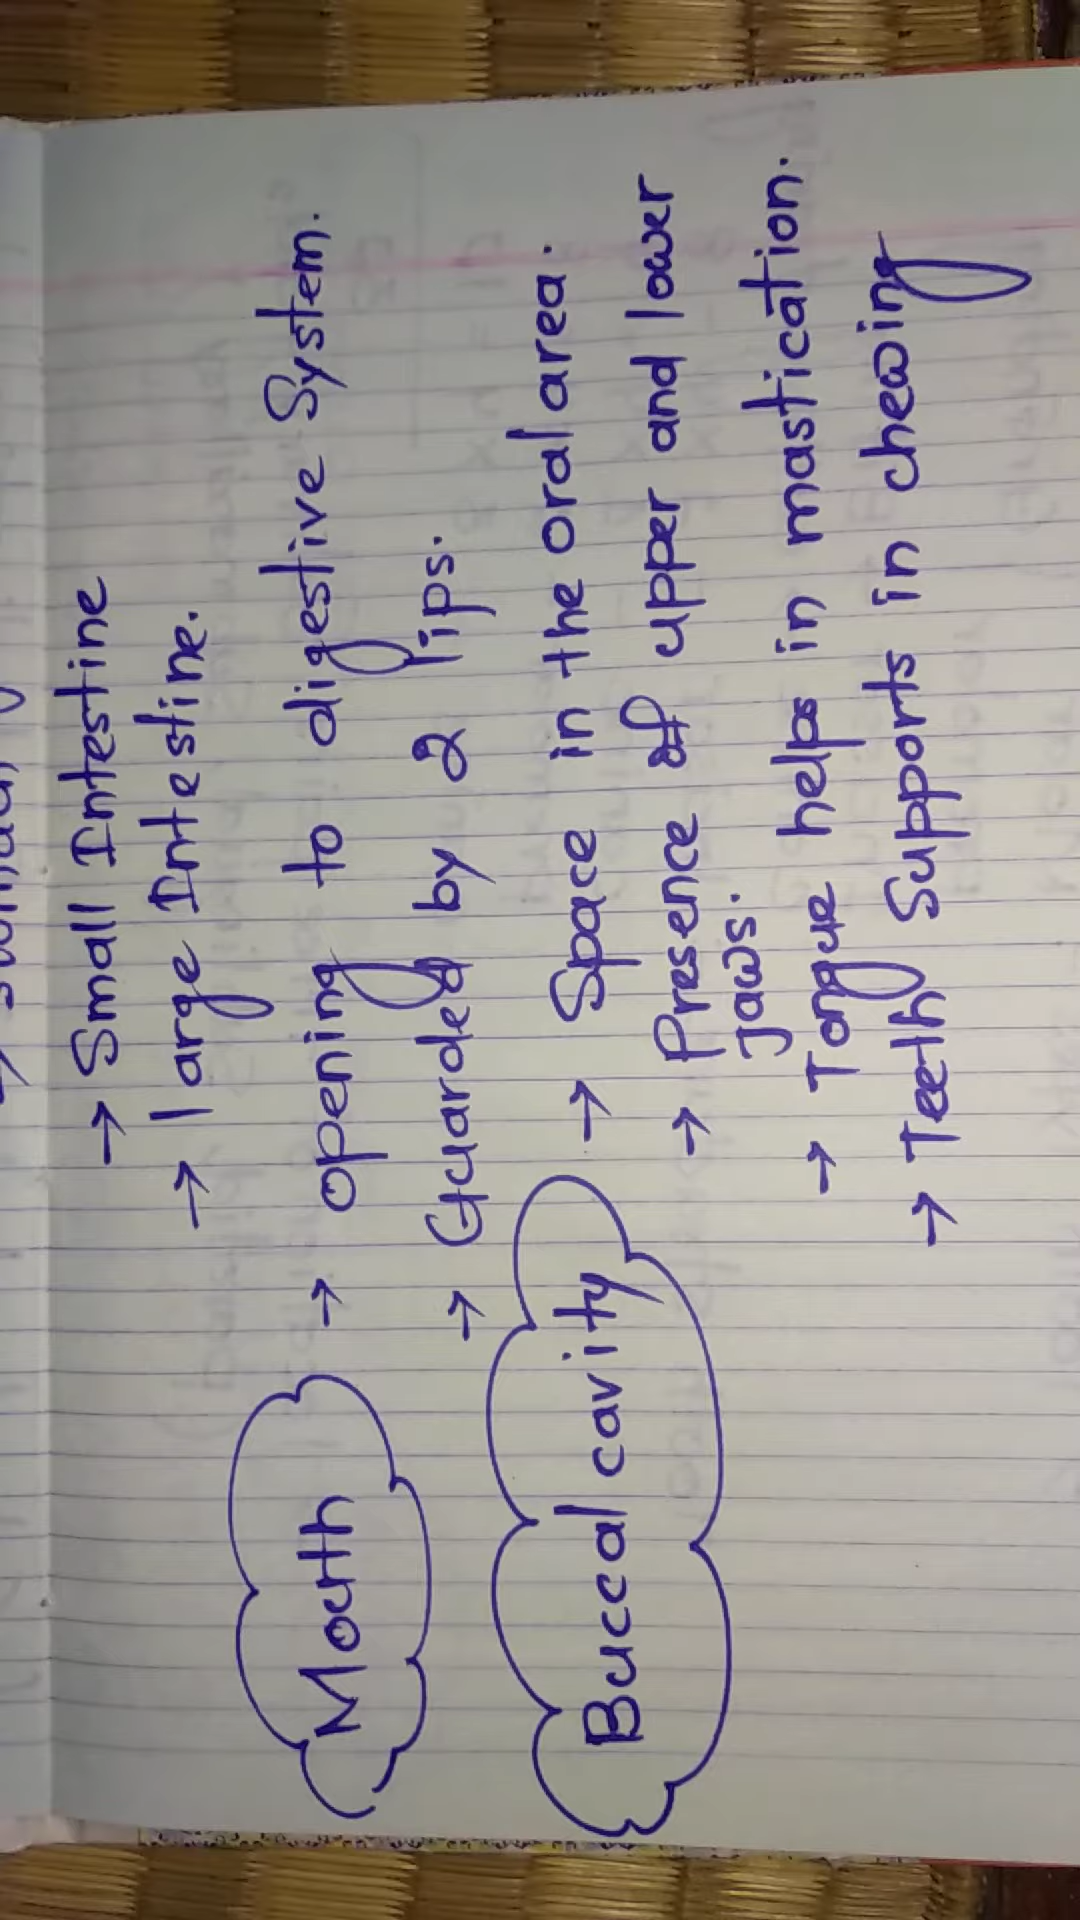 → Small Intestine
→ large Intestine.
Mouth → opening to digestive System.
→ Guarded by 2 lips.
Buccal cavity → Space in the oral area.
→ Presence of upper and lower
Jaws.
→ Tongue helps in mastication.
→ Teeth Supports in chewing